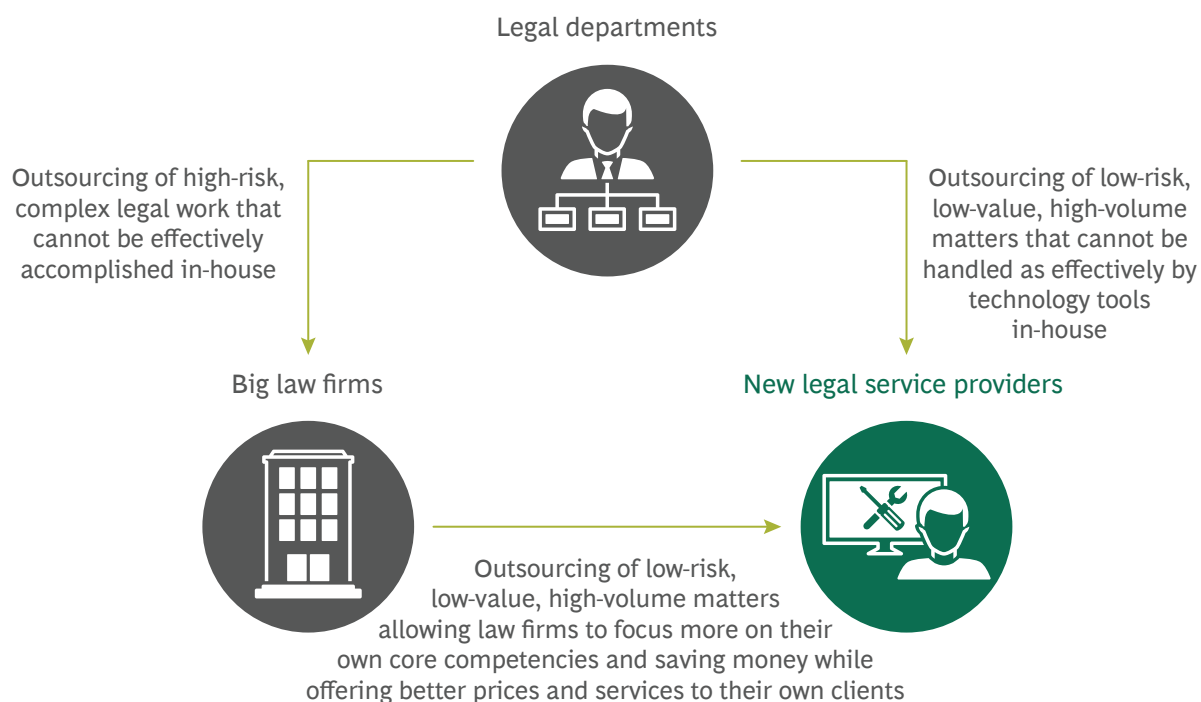 Legal departments
Outsourcing of high-risk,
complex legal work that
cannot be effectively
accomplished in-house
Outsourcing of low-risk,
low-value, high-volume
matters that cannot be
handled as effectively by
technology tools
in-house
Big law firms
New legal service providers
Outsourcing of low-risk,
low-value, high-volume matters
allowing law firms to focus more on their
own core competencies and saving money while
offering better prices and services to their own clients